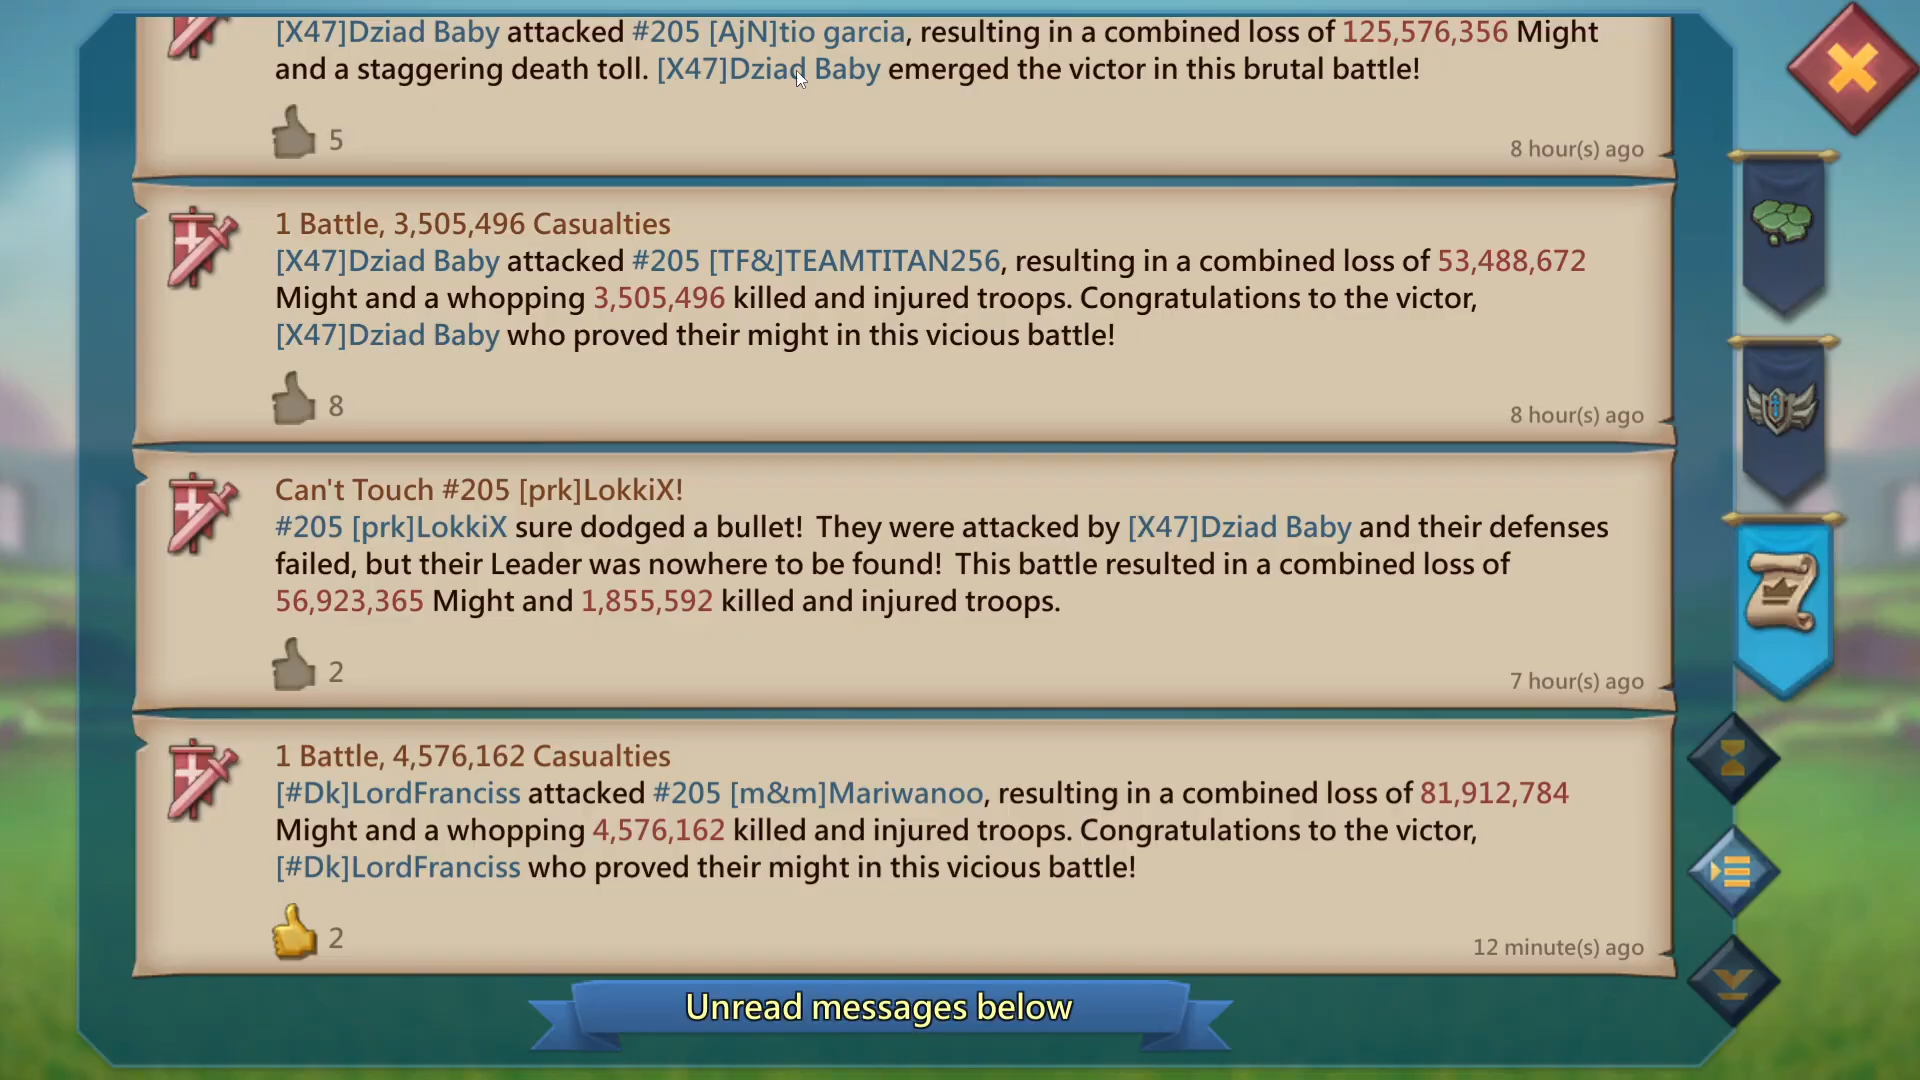 [X47]Dziad Baby attacked #205 [AjN]tio garcia, resulting in a combined loss of 125,576,356 Might
and a staggering death toll. [X47]Dziad Baby emerged the victor in this brutal battle!
5
8 hour(s) ago
1 Battle, 3,505,496 Casualties
[X47]Dziad Baby attacked #205 [TF&]TEAMTITAN256, resulting in a combined loss of 53,488,672
Might and a whopping 3,505,496 killed and injured troops. Congratulations to the victor,
[X47]Dziad Baby who proved their might in this vicious battle!
8
8 hour(s) ago
Can't Touch #205 [prk]LokkiX!
#205 [prk]LokkiX sure dodged a bullet! They were attacked by [X47]Dziad Baby and their defenses
failed, but their Leader was nowhere to be found! This battle resulted in a combined loss of
56,923,365 Might and 1,855,592 killed and injured troops.
2
7 hour(s) ago
1 Battle, 4,576,162 Casualties
[#Dk]LordFranciss attacked #205 [m&m]Mariwanoo, resulting in a combined loss of 81,912,784
Might and a whopping 4,576,162 killed and injured troops. Congratulations to the victor,
[#Dk]LordFranciss who proved their might in this vicious battle!
2
12 minute(s) ago
Unread messages below